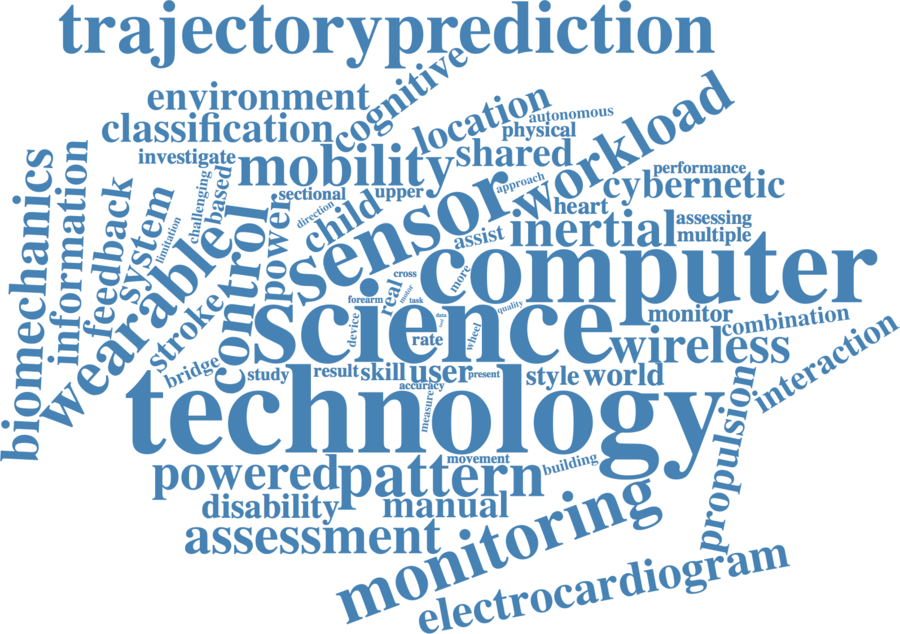 trajectoryprediction
cognitive
environment
classification
location
autonomous
physical
workload
investigate
mobility
shared
performance
cybernetic
sectional
upper
approach
sensor
heart
challenging
based
direction
child
assist
inertial
assessing
multiple
biomechanics
information
feedback
system
limitation
wearable
control
power
computer
cross
more
real
motor
task
forearm
quality
stroke
science
device
data
rate
wheel
monitor
combination
wireless
interaction
bridge
study
result
skill
user
present
style
world
accuracy
measure
technology
propulsion
movement
building
powered
pattern
disability
manual
assessment
monitoring
electrocardiogram